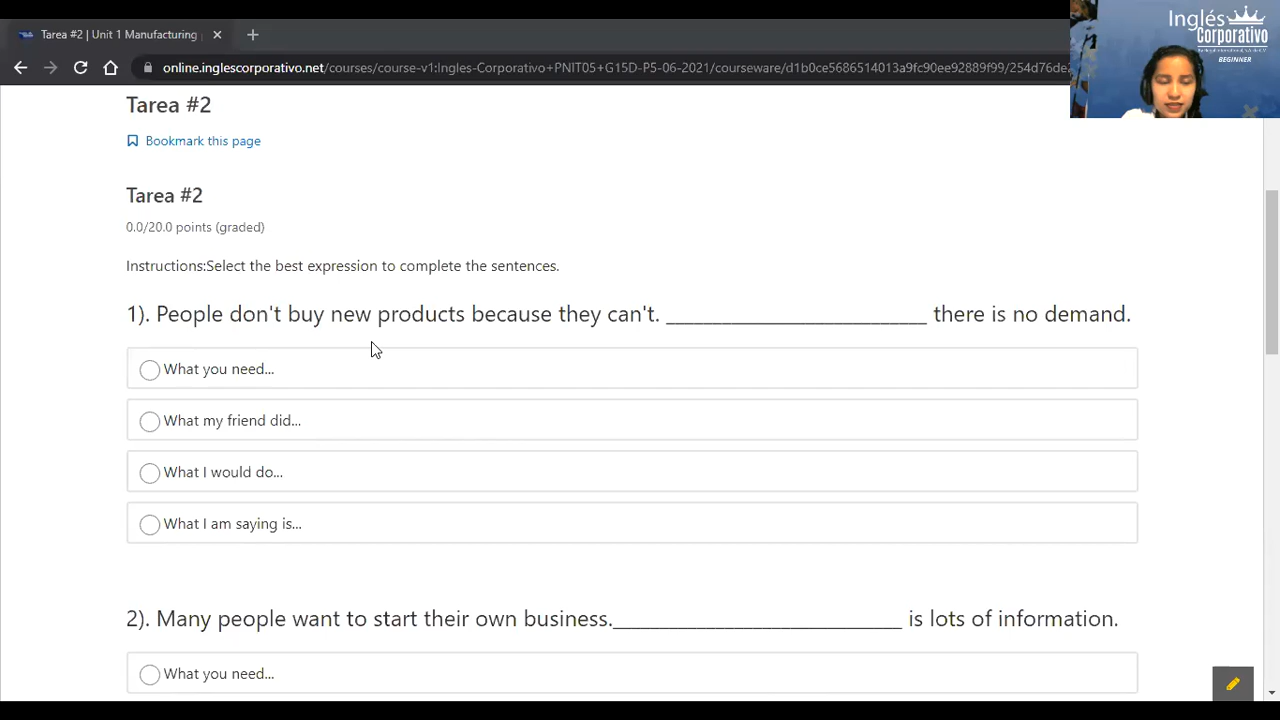 Tarea #2 | Unit 1 Manufacturing
online.inglescorporativo.net/courses/course-v1:Ingles-Corporativo+PNIT05+G15D-P5-06-2021/courseware/d1b0ce5686514013a9fc90ee92889f99/254d76de2
Inglés
Corporativo
BEGINNER
Tarea #2
Bookmark this page
Tarea #2
0.0/20.0 points (graded)
Instructions:Select the best expression to complete the sentences.
1). People don't buy new products because they can't. __________________________ there is no demand.
What you need...
What my friend did...
What I would do...
What I am saying is...
2). Many people want to start their own business.____________________________ is lots of information.
What you need...